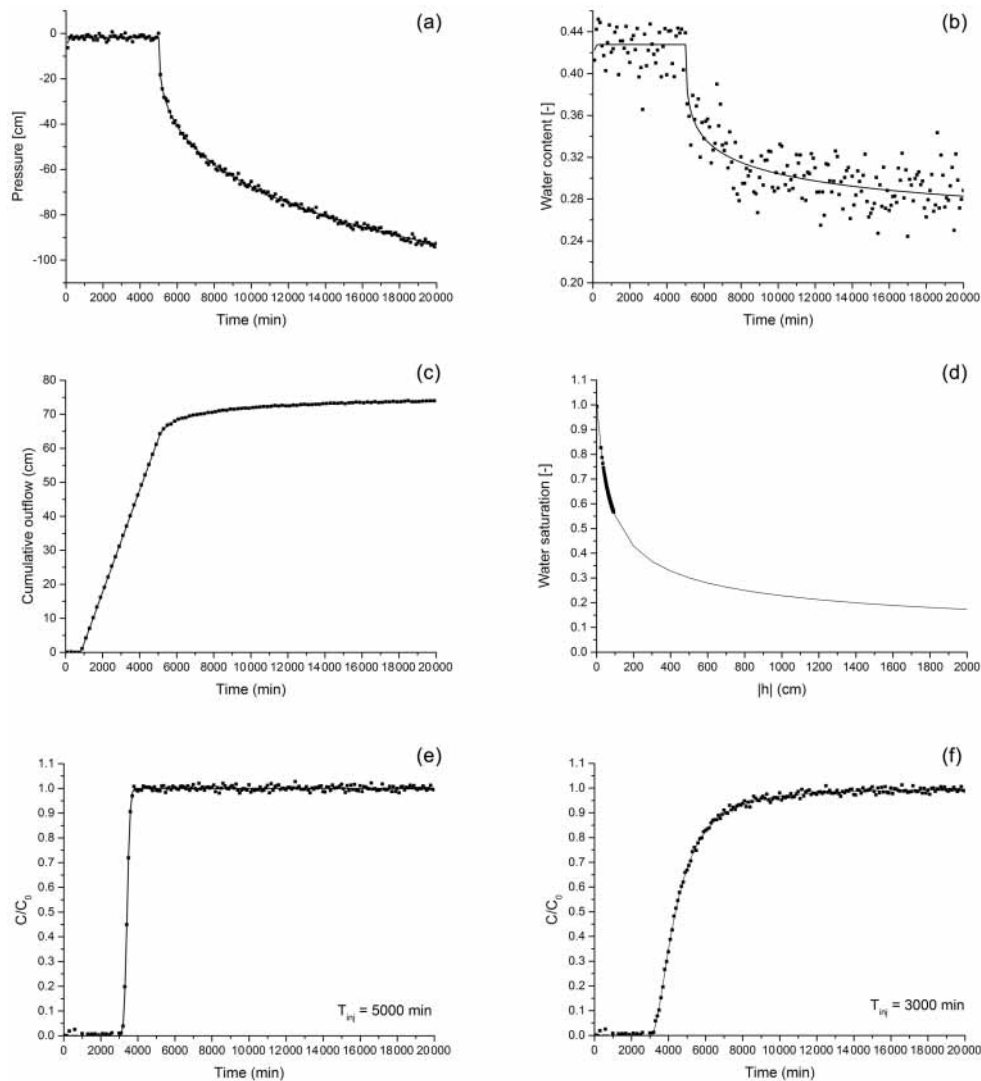 (a)
0
-20
-40
-60
-80
-100
Pressure [cm]
0 2000 4000 6000 8000 10000 12000 14000 16000 18000 20000
Time (min)
(b)
0.44
0.40
0.36
0.32
0.28
0.24
0.20
Water content [-]
0 2000 4000 6000 8000 10000 12000 14000 16000 18000 20000
Time (min)
(c)
80
70
60
50
40
30
20
10
0
Cumulative outflow (cm)
0 2000 4000 6000 8000 10000 12000 14000 16000 18000 20000
Time (min)
(d)
1.1
1.0
0.9
0.8
0.7
0.6
0.5
0.4
0.3
0.2
0.1
0.0
Water saturation [-]
0 200 400 600 800 1000 1200 1400 1600 1800 2000
|h| (cm)
(e)
1.1
1.0
0.9
0.8
0.7
0.6
0.5
0.4
0.3
0.2
0.1
0.0
C/C0
Tinj = 5000 min
0 2000 4000 6000 8000 10000 12000 14000 16000 18000 20000
Time (min)
(f)
1.1
1.0
0.9
0.8
0.7
0.6
0.5
0.4
0.3
0.2
0.1
0.0
C/C0
Tinj = 3000 min
0 2000 4000 6000 8000 10000 12000 14000 16000 18000 20000
Time (min)